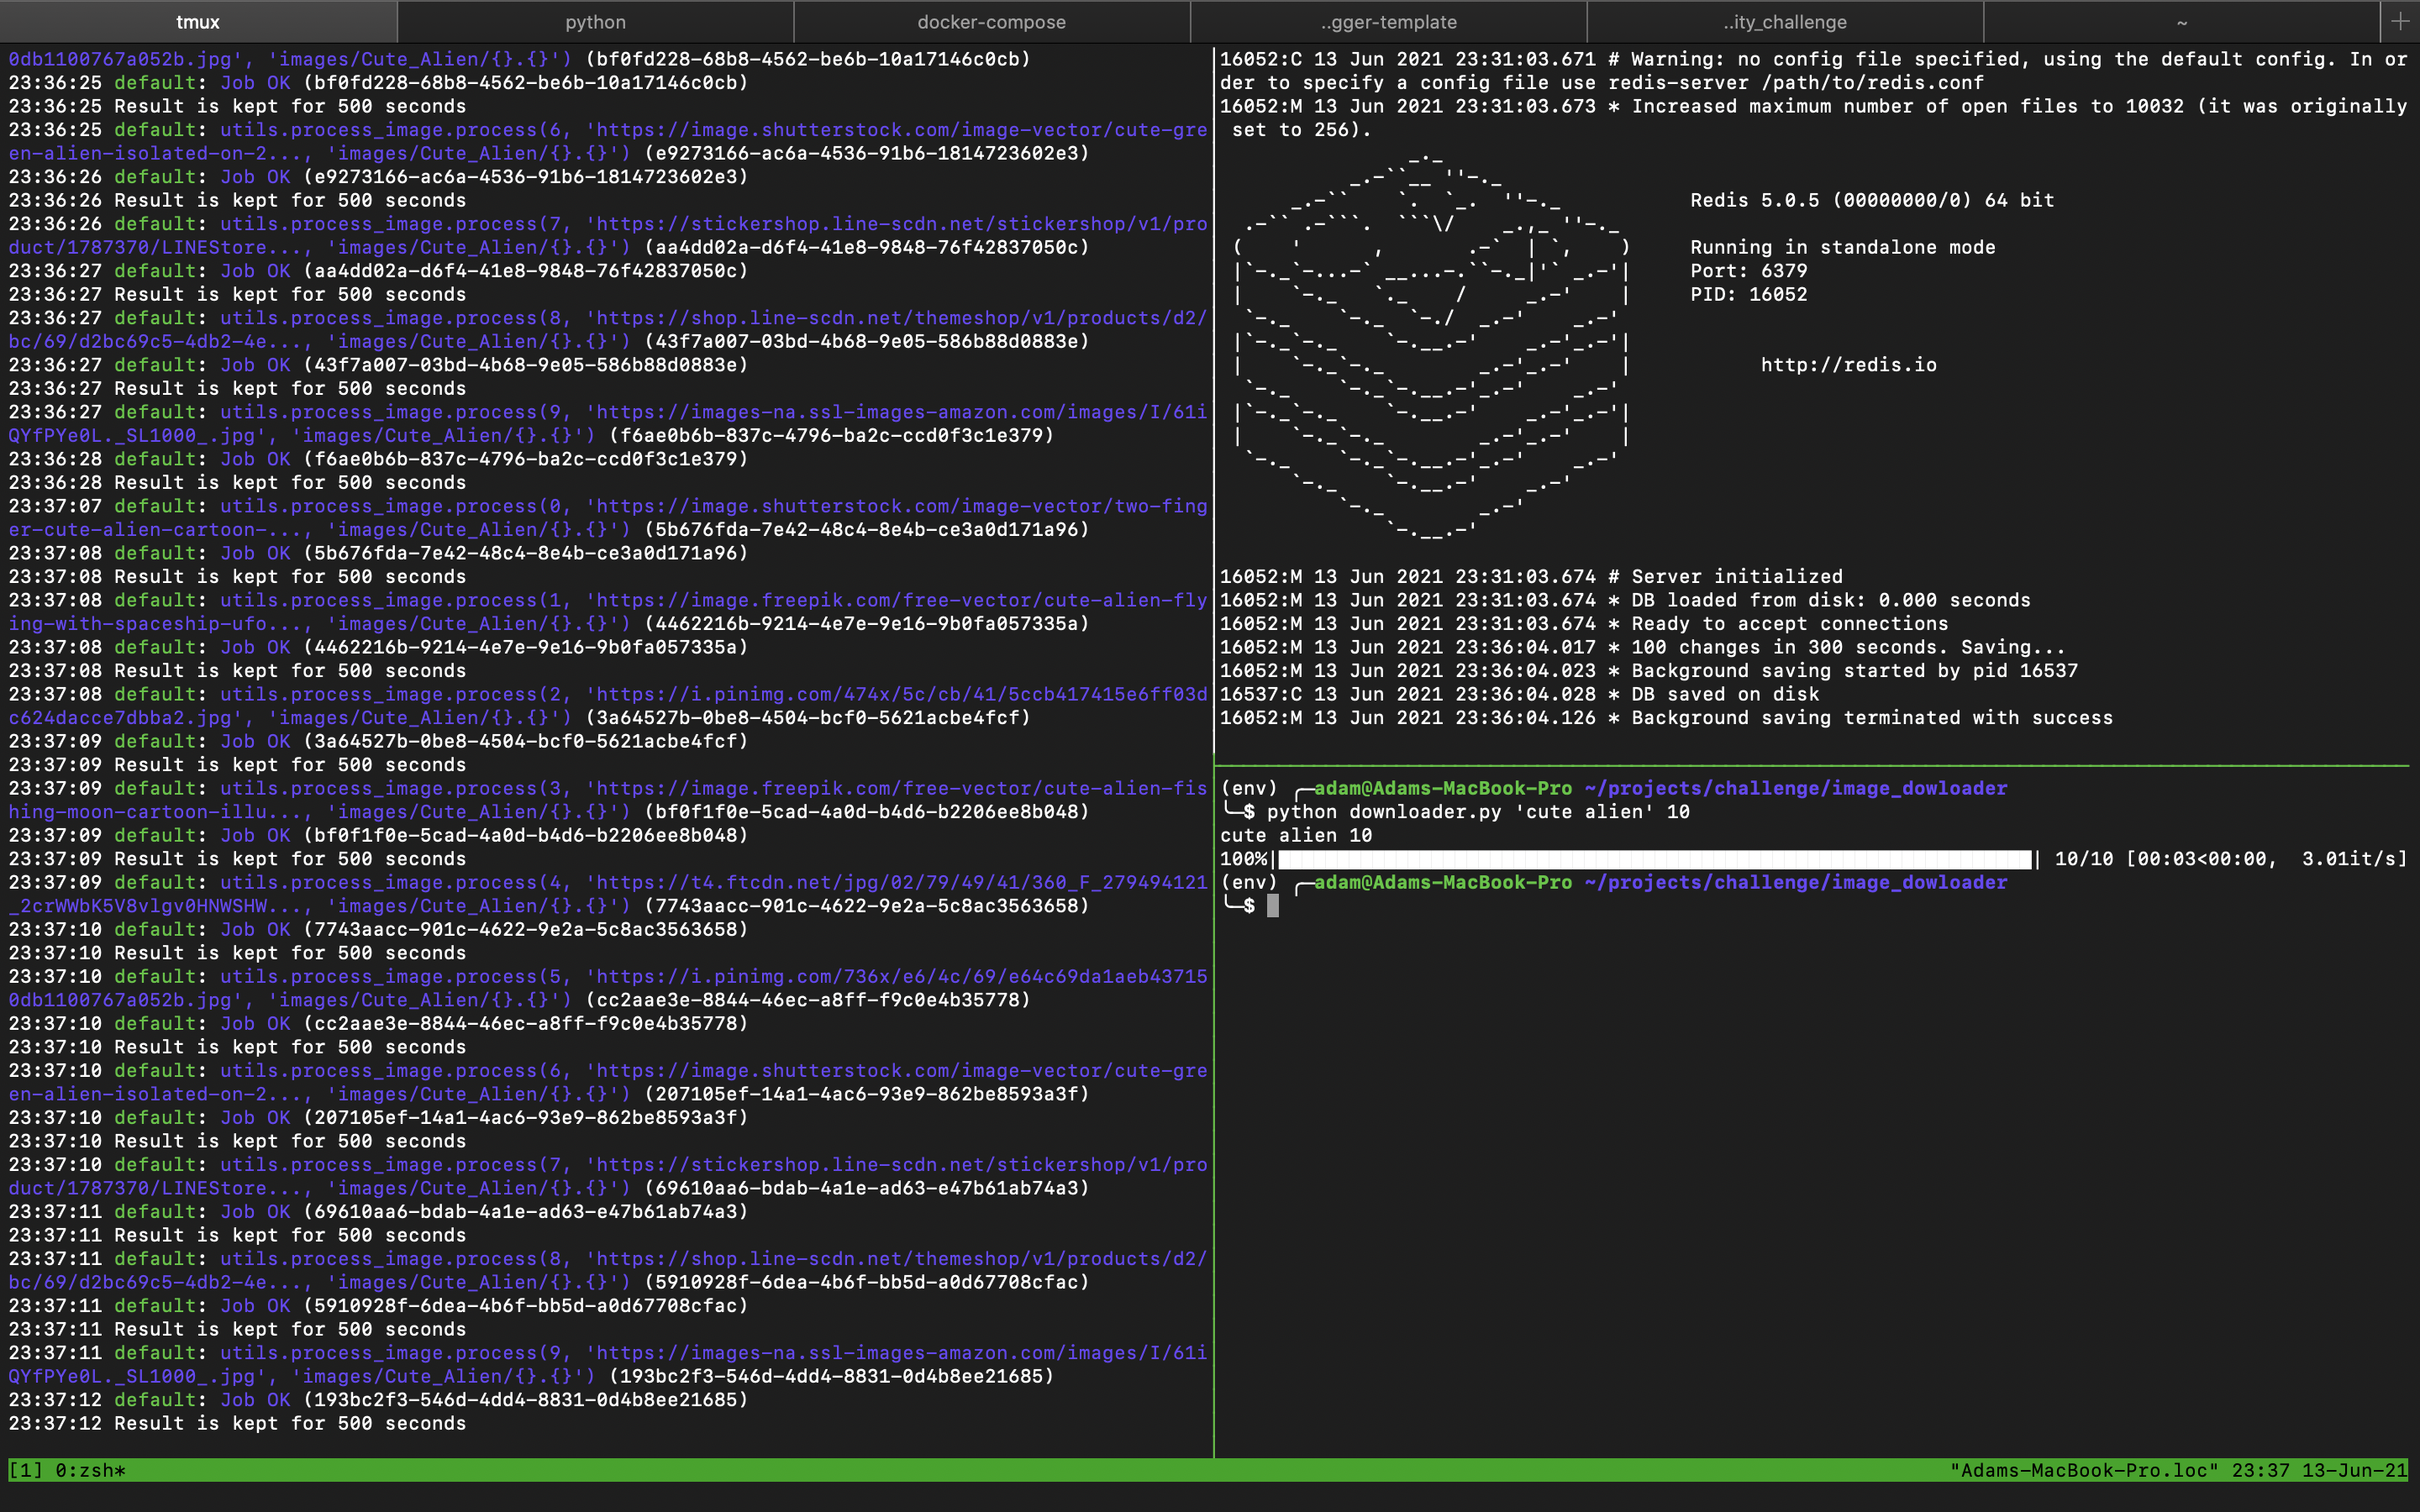 tmux
python
docker-compose
..gger-template
..ity_challenge
~
+
0db1100767a052b.jpg', 'images/Cute_Alien/{}.{}') (bf0fd228-68b8-4562-be6b-10a17146c0cb)
23:36:25 default: Job OK (bf0fd228-68b8-4562-be6b-10a17146c0cb)
23:36:25 Result is kept for 500 seconds
23:36:25 default: utils.process_image.process(6, 'https://image.shutterstock.com/image-vector/cute-gre
en-alien-isolated-on-2..., 'images/Cute_Alien/{}.{}') (e9273166-ac6a-4536-91b6-1814723602e3)
23:36:26 default: Job OK (e9273166-ac6a-4536-91b6-1814723602e3)
23:36:26 Result is kept for 500 seconds
23:36:26 default: utils.process_image.process(7, 'https://stickershop.line-scdn.net/stickershop/v1/pro
duct/1787370/LINEStore..., 'images/Cute_Alien/{}.{}') (aa4dd02a-d6f4-41e8-9848-76f42837050c)
23:36:27 default: Job OK (aa4dd02a-d6f4-41e8-9848-76f42837050c)
23:36:27 Result is kept for 500 seconds
23:36:27 default: utils.process_image.process(8, 'https://shop.line-scdn.net/themeshop/v1/products/d2/
bc/69/d2bc69c5-4db2-4e..., 'images/Cute_Alien/{}.{}') (43f7a007-03bd-4b68-9e05-586b88d0883e)
23:36:27 default: Job OK (43f7a007-03bd-4b68-9e05-586b88d0883e)
23:36:27 Result is kept for 500 seconds
23:36:27 default: utils.process_image.process(9, 'https://images-na.ssl-images-amazon.com/images/I/61i
QYfPYe0L._SL1000_.jpg', 'images/Cute_Alien/{}.{}') (f6ae0b6b-837c-4796-ba2c-ccd0f3c1e379)
23:36:28 default: Job OK (f6ae0b6b-837c-4796-ba2c-ccd0f3c1e379)
23:36:28 Result is kept for 500 seconds
23:37:07 default: utils.process_image.process(0, 'https://image.shutterstock.com/image-vector/two-fing
er-cute-alien-cartoon-..., 'images/Cute_Alien/{}.{}') (5b676fda-7e42-48c4-8e4b-ce3a0d171a96)
23:37:08 default: Job OK (5b676fda-7e42-48c4-8e4b-ce3a0d171a96)
23:37:08 Result is kept for 500 seconds
23:37:08 default: utils.process_image.process(1, 'https://image.freepik.com/free-vector/cute-alien-fly
ing-with-spaceship-ufo..., 'images/Cute_Alien/{}.{}') (4462216b-9214-4e7e-9e16-9b0fa057335a)
23:37:08 default: Job OK (4462216b-9214-4e7e-9e16-9b0fa057335a)
23:37:08 Result is kept for 500 seconds
23:37:08 default: utils.process_image.process(2, 'https://i.pinimg.com/474x/5c/cb/41/5ccb417415e6ff03d
c624dacce7dbba2.jpg', 'images/Cute_Alien/{}.{}') (3a64527b-0be8-4504-bcf0-5621acbe4fcf)
23:37:09 default: Job OK (3a64527b-0be8-4504-bcf0-5621acbe4fcf)
23:37:09 Result is kept for 500 seconds
23:37:09 default: utils.process_image.process(3, 'https://image.freepik.com/free-vector/cute-alien-fis
hing-moon-cartoon-illu..., 'images/Cute_Alien/{}.{}') (bf0f1f0e-5cad-4a0d-b4d6-b2206ee8b048)
23:37:09 default: Job OK (bf0f1f0e-5cad-4a0d-b4d6-b2206ee8b048)
23:37:09 Result is kept for 500 seconds
23:37:09 default: utils.process_image.process(4, 'https://t4.ftcdn.net/jpg/02/79/49/41/360_F_279494121
_2crWWbK5V8vlgv0HNWSHW..., 'images/Cute_Alien/{}.{}') (7743aacc-901c-4622-9e2a-5c8ac3563658)
23:37:10 default: Job OK (7743aacc-901c-4622-9e2a-5c8ac3563658)
23:37:10 Result is kept for 500 seconds
23:37:10 default: utils.process_image.process(5, 'https://i.pinimg.com/736x/e6/4c/69/e64c69da1aeb43715
0db1100767a052b.jpg', 'images/Cute_Alien/{}.{}') (cc2aae3e-8844-46ec-a8ff-f9c0e4b35778)
23:37:10 default: Job OK (cc2aae3e-8844-46ec-a8ff-f9c0e4b35778)
23:37:10 Result is kept for 500 seconds
23:37:10 default: utils.process_image.process(6, 'https://image.shutterstock.com/image-vector/cute-gre
en-alien-isolated-on-2..., 'images/Cute_Alien/{}.{}') (207105ef-14a1-4ac6-93e9-862be8593a3f)
23:37:10 default: Job OK (207105ef-14a1-4ac6-93e9-862be8593a3f)
23:37:10 Result is kept for 500 seconds
23:37:10 default: utils.process_image.process(7, 'https://stickershop.line-scdn.net/stickershop/v1/pro
duct/1787370/LINEStore..., 'images/Cute_Alien/{}.{}') (69610aa6-bdab-4a1e-ad63-e47b61ab74a3)
23:37:11 default: Job OK (69610aa6-bdab-4a1e-ad63-e47b61ab74a3)
23:37:11 Result is kept for 500 seconds
23:37:11 default: utils.process_image.process(8, 'https://shop.line-scdn.net/themeshop/v1/products/d2/
bc/69/d2bc69c5-4db2-4e..., 'images/Cute_Alien/{}.{}') (5910928f-6dea-4b6f-bb5d-a0d67708cfac)
23:37:11 default: Job OK (5910928f-6dea-4b6f-bb5d-a0d67708cfac)
23:37:11 Result is kept for 500 seconds
23:37:11 default: utils.process_image.process(9, 'https://images-na.ssl-images-amazon.com/images/I/61i
QYfPYe0L._SL1000_.jpg', 'images/Cute_Alien/{}.{}') (193bc2f3-546d-4dd4-8831-0d4b8ee21685)
23:37:12 default: Job OK (193bc2f3-546d-4dd4-8831-0d4b8ee21685)
23:37:12 Result is kept for 500 seconds
16052:C 13 Jun 2021 23:31:03.671 # Warning: no config file specified, using the default config. In or
der to specify a config file use redis-server /path/to/redis.conf
16052:M 13 Jun 2021 23:31:03.673 * Increased maximum number of open files to 10032 (it was originally
 set to 256).
Redis 5.0.5 (00000000/0) 64 bit
Running in standalone mode
Port: 6379
PID: 16052
http://redis.io
16052:M 13 Jun 2021 23:31:03.674 # Server initialized
16052:M 13 Jun 2021 23:31:03.674 * DB loaded from disk: 0.000 seconds
16052:M 13 Jun 2021 23:31:03.674 * Ready to accept connections
16052:M 13 Jun 2021 23:36:04.017 * 100 changes in 300 seconds. Saving...
16052:M 13 Jun 2021 23:36:04.023 * Background saving started by pid 16537
16537:C 13 Jun 2021 23:36:04.028 * DB saved on disk
16052:M 13 Jun 2021 23:36:04.126 * Background saving terminated with success
(env) ╭─adam@Adams-MacBook-Pro ~/projects/challenge/image_dowloader
╰─$ python downloader.py 'cute alien' 10
cute alien 10
100%|██████████| 10/10 [00:03<00:00,  3.01it/s]
(env) ╭─adam@Adams-MacBook-Pro ~/projects/challenge/image_dowloader
╰─$
[1] 0:zsh*
"Adams-MacBook-Pro.loc" 23:37 13-Jun-21